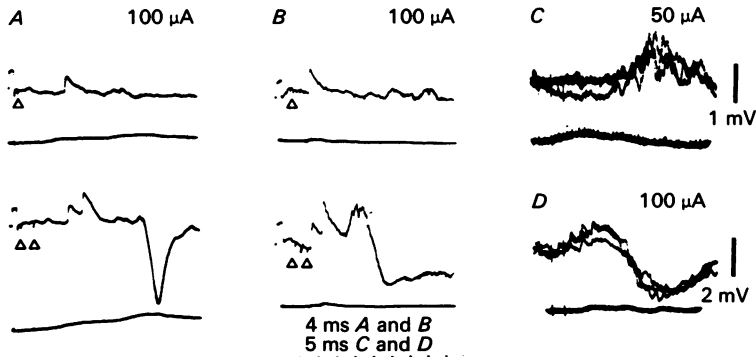 A 100 μA
B 100 μA
C 50 μA
1 mV
D 100 μA
2 mV
4 ms A and B
5 ms C and D